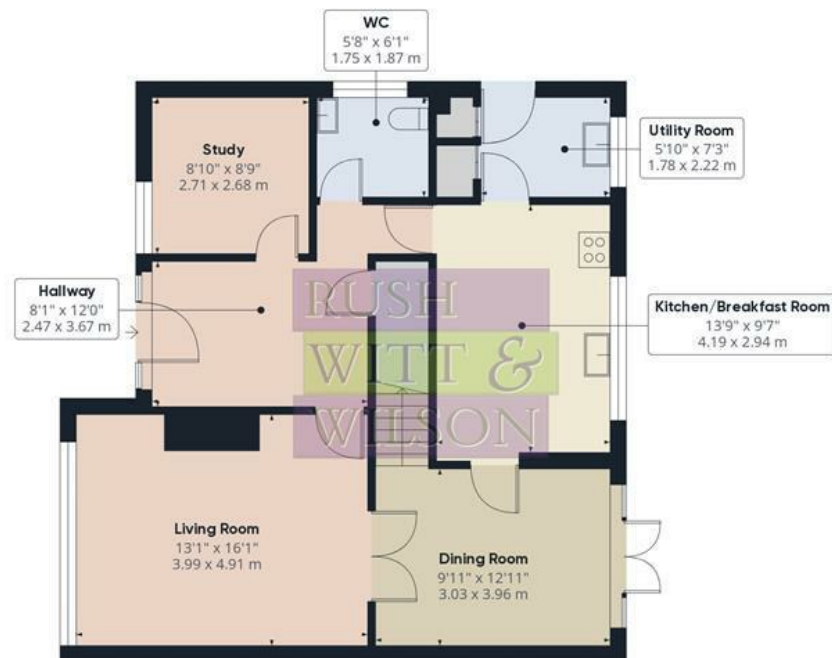 WC
5'8" x 6'1"
1.75 x 1.87 m
Study
8'10" x 8'9"
2.71 x 2.68 m
Utility Room
5'10" x 7'3"
1.78 x 2.22 m
Hallway
8'1" x 12'0"
2.47 x 3.67 m
RUSH
WITT &
WILSON
Kitchen/Breakfast Room
13'9" x 9'7"
4.19 x 2.94 m
Living Room
13'1" x 16'1"
3.99 x 4.91 m
Dining Room
9'11" x 12'11"
3.03 x 3.96 m